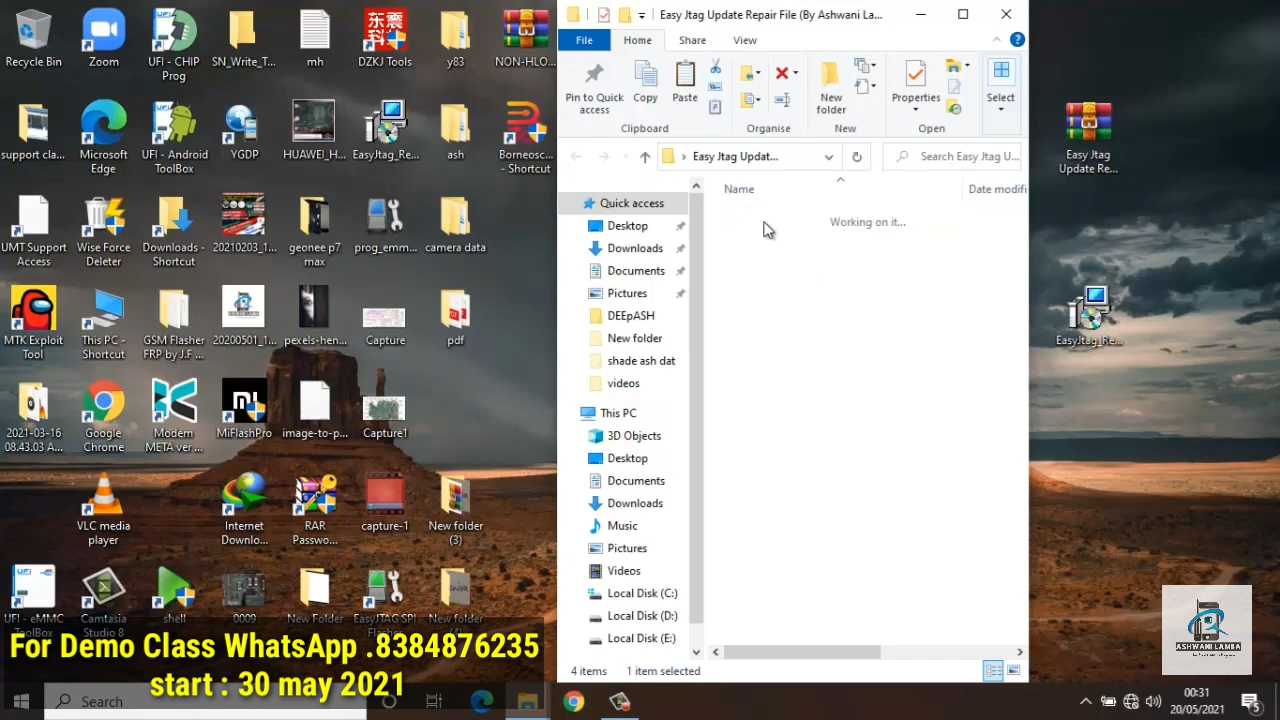 Recycle Bin
Zoom
UFI - CHIP
Prog
SN_Write_T...
mh
DZKJ Tools
y83
NON-HLO...
support cla...
Microsoft
Edge
UFI - Android
ToolBox
YGDP
HUAWEI_H...
EasyJtag_Re...
ash
Borneosc...
- Shortcut
UMT Support
Access
Wise Force
Deleter
Downloads -
Shortcut
20210203_1...
geonee p7
max
prog_emm...
camera data
MTK Exploit
Tool
This PC -
Shortcut
GSM Flasher
FRP by J.F ...
20200501_1...
pexels-hen...
Capture
pdf
2021-03-16
08.43.03 A...
Google
Chrome
Modem
META ver ...
MiFlashPro
image-to-p...
Capture1
VLC media
player
Internet
Downlo...
RAR
Passwo...
capture-1
New folder
(3)
UFI - eMMC
ToolBox
Camtasia
Studio 8
shell
0009
New Folder
EasyJTAG SPI
New folder
For Demo Class WhatsApp .8384876235
start : 30 may 2021
Search
Easy Jtag Update Repair File (By Ashwani La...
File
Home
Share
View
Pin to Quick
access
Copy
Paste
New
folder
Properties
Select
Clipboard
Organise
New
Open
Easy Jtag Updat...
Search Easy Jtag U...
Name
Date modifi
Working on it...
Quick access
Desktop
Downloads
Documents
Pictures
DEEpASH
New folder
shade ash dat
videos
This PC
3D Objects
Desktop
Documents
Downloads
Music
Pictures
Videos
Local Disk (C:)
Local Disk (D:)
Local Disk (E:)
4 items
1 item selected
Easy Jtag
Update Re...
EasyJtag_Re...
ASHWANI LAMBA
00:31
20/05/2021
5